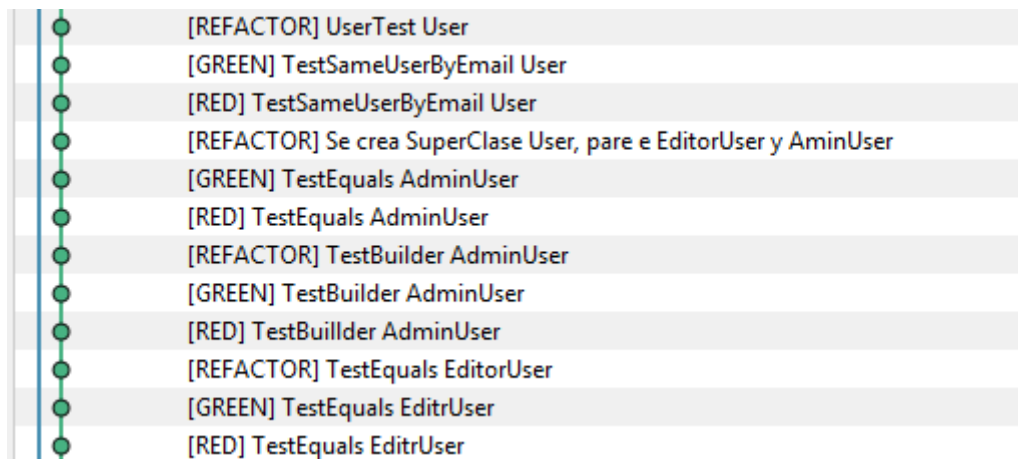 [REFACTOR] UserTest User
[GREEN] TestSameUserByEmail User
[RED] TestSameUserByEmail User
[REFACTOR] Se crea SuperClase User, pare e EditorUser y AminUser
[GREEN] TestEquals AdminUser
[RED] TestEquals AdminUser
[REFACTOR] TestBuilder AdminUser
[GREEN] TestBuilder AdminUser
[RED] TestBuillder AdminUser
[REFACTOR] TestEquals EditorUser
[GREEN] TestEquals EditrUser
[RED] TestEquals EditrUser